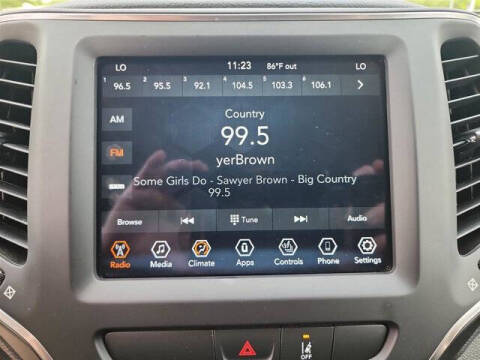 LO 11:23 86°F out LO
1 96.5 2 95.5 3 92.1 4 104.5 5 103.3 6 106.1
Country
AM
99.5
FM
yerBrown
Some Girls Do - Sawyer Brown - Big Country
99.5
Browse Tune Audio
Radio Media Climate Apps Controls Phone Settings
OFF